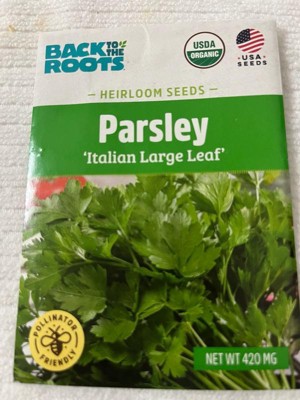 BACK TO THE
ROOTS
USDA
ORGANIC
USA
SEEDS
HEIRLOOM SEEDS
Parsley
'Italian Large Leaf'
POLLINATOR
FRIENDLY
NET WT 420 MG